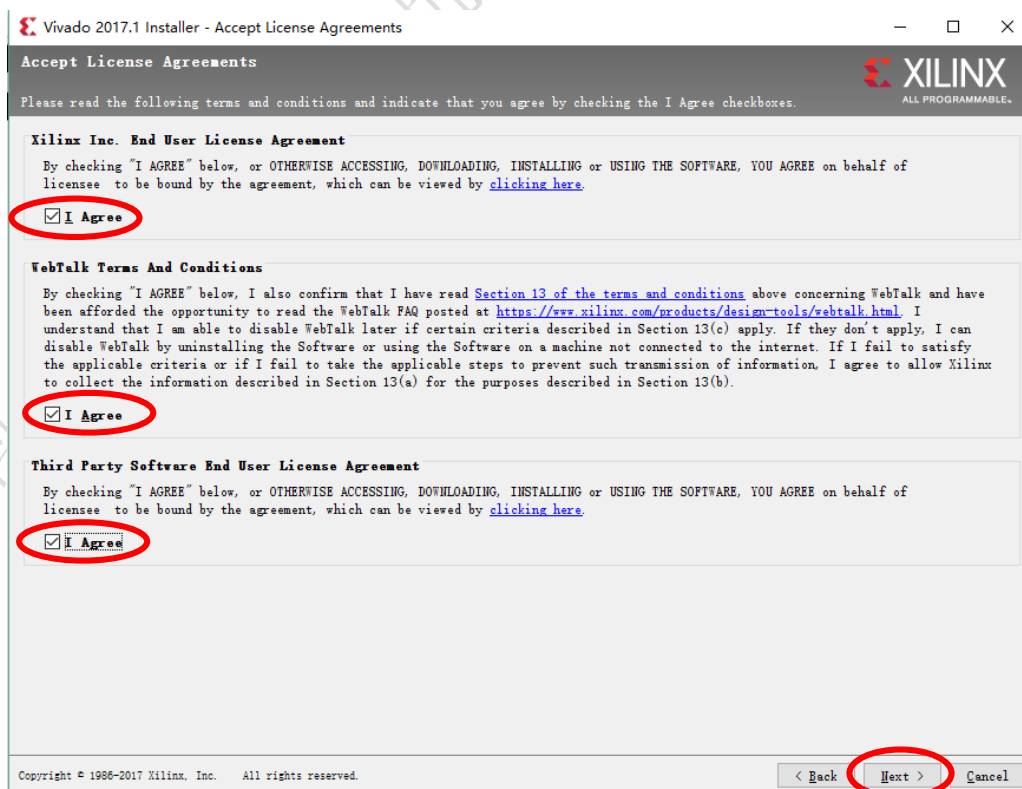 Vivado 2017.1 Installer - Accept License Agreements
Accept License Agreements
XILINX
ALL PROGRAMMABLE.
Please read the following terms and conditions and indicate that you agree by checking the I Agree checkboxes.
Xilinx Inc. End User License Agreement
By checking "I AGREE" below, or OTHERWISE ACCESSING, DOWNLOADING, INSTALLING or USING THE SOFTWARE, YOU AGREE on behalf of
licensee to be bound by the agreement, which can be viewed by clicking here.
I Agree
WebTalk Terms And Conditions
By checking "I AGREE" below, I also confirm that I have read Section 13 of the terms and conditions above concerning WebTalk and have
been afforded the opportunity to read the WebTalk FAQ posted at https://www.xilinx.com/products/design-tools/webtalk.html. I
understand that I am able to disable WebTalk later if certain criteria described in Section 13(c) apply. If they don't apply, I can
disable WebTalk by uninstalling the Software or using the Software on a machine not connected to the internet. If I fail to satisfy
the applicable criteria or if I fail to take the applicable steps to prevent such transmission of information, I agree to allow Xilinx
to collect the information described in Section 13(a) for the purposes described in Section 13(b).
I Agree
Third Party Software End User License Agreement
By checking "I AGREE" below, or OTHERWISE ACCESSING, DOWNLOADING, INSTALLING or USING THE SOFTWARE, YOU AGREE on behalf of
licensee to be bound by the agreement, which can be viewed by clicking here.
I Agree
Copyright © 1986-2017 Xilinx, Inc. All rights reserved.
< Back Next > Cancel